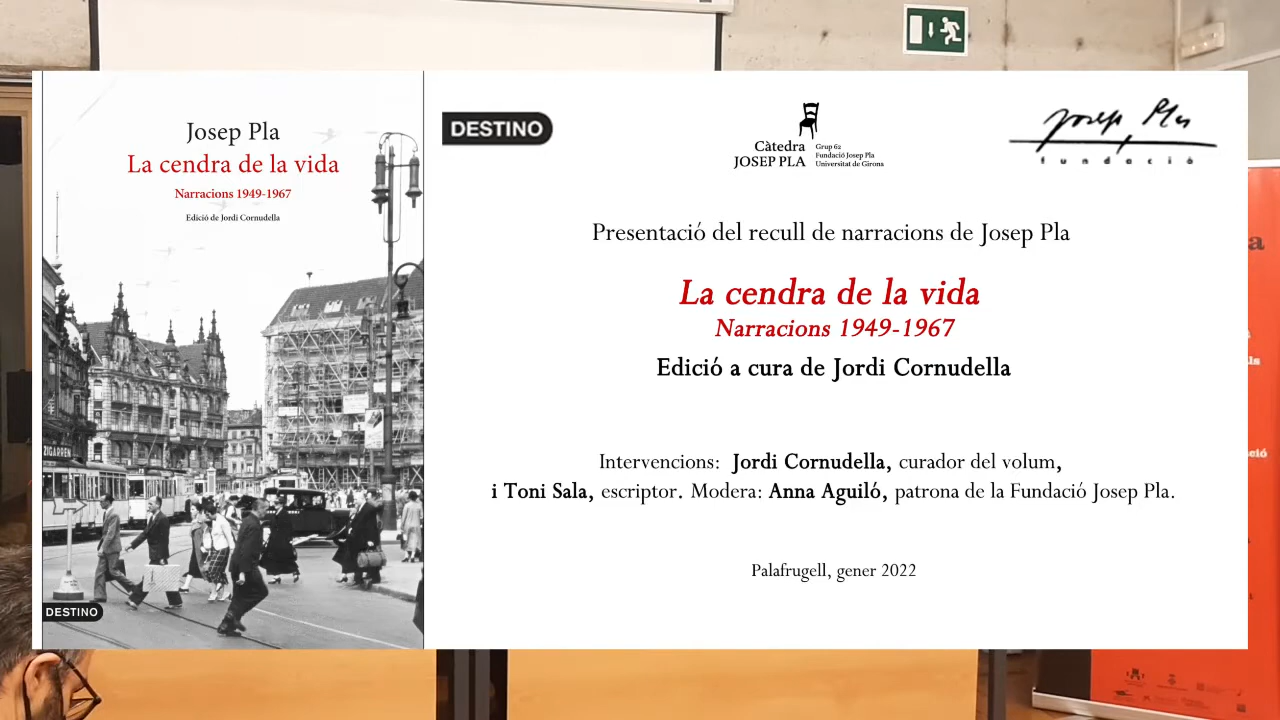 Josep Pla
La cendra de la vida
Narracions 1949-1967
Edició de Jordi Cornudella
ZIGARREN
DESTINO
DESTINO
Càtedra
JOSEP PLA
Grup 62
Fundació Josep Pla
Universitat de Girona
Josep Pla
fundació
Presentació del recull de narracions de Josep Pla
La cendra de la vida
Narracions 1949-1967
Edició a cura de Jordi Cornudella
Intervencions: Jordi Cornudella, curador del volum,
i Toni Sala, escriptor. Modera: Anna Aguiló, patrona de la Fundació Josep Pla.
Palafrugell, gener 2022